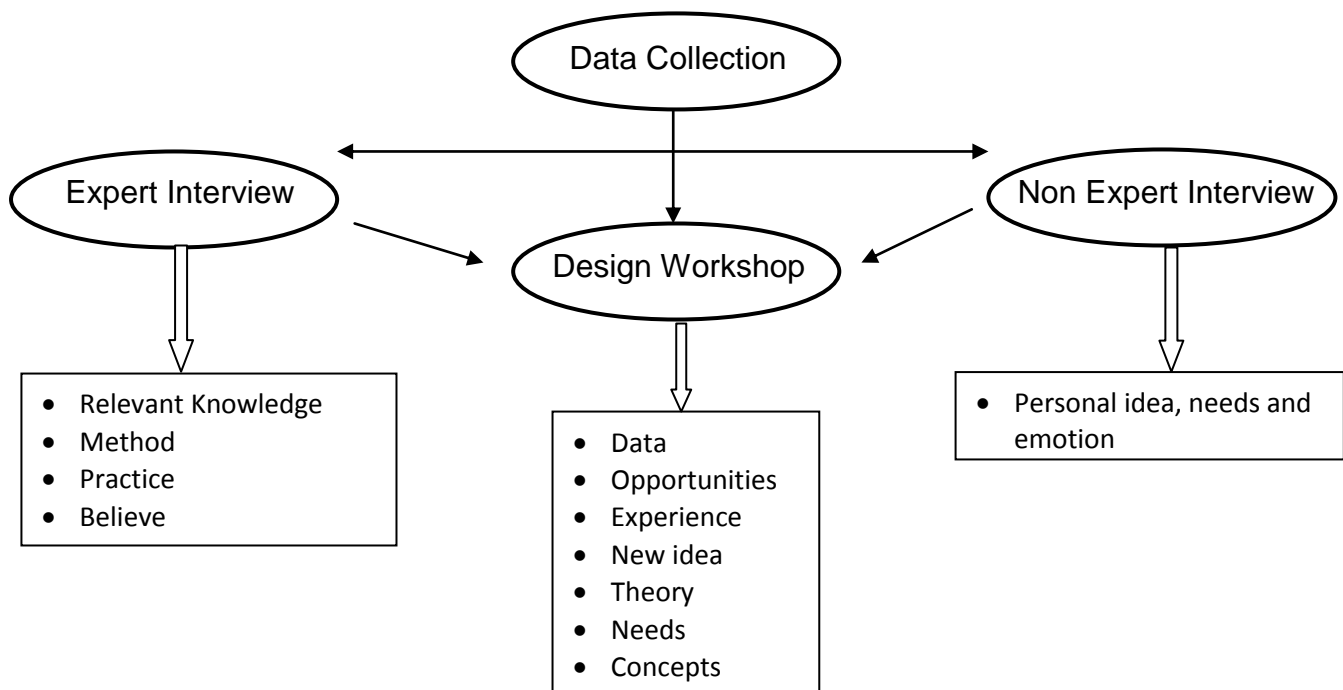 Data Collection
Expert Interview
Non Expert Interview
Design Workshop
• Relevant Knowledge
• Method
• Practice
• Believe
• Data
• Opportunities
• Experience
• New idea
• Theory
• Needs
• Concepts
• Personal idea, needs and
emotion